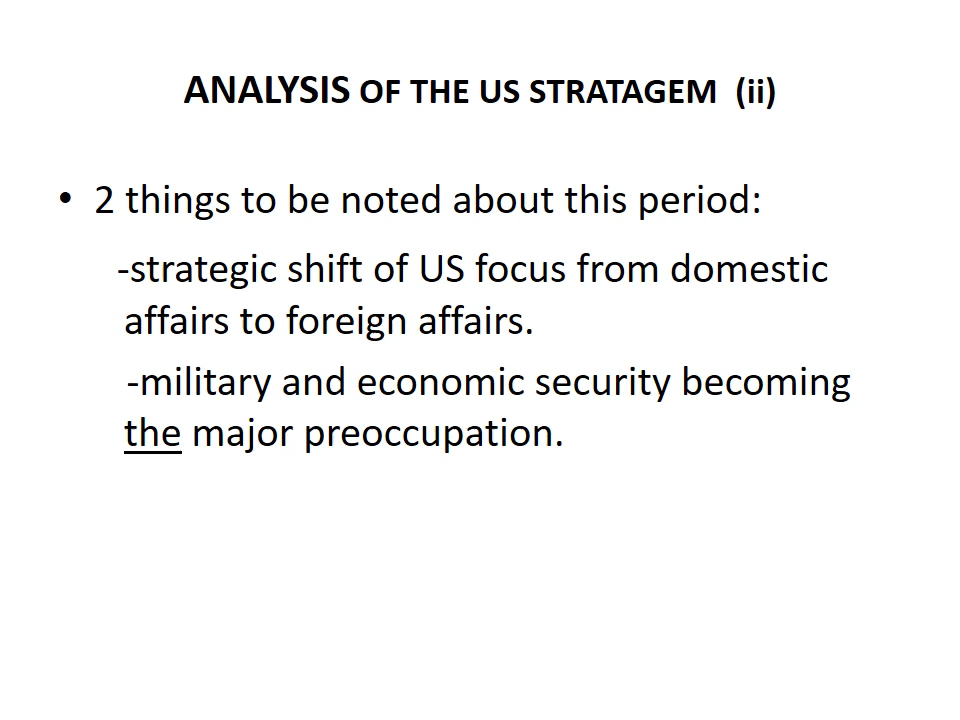 ANALYSIS OF THE US STRATAGEM (ii)
• 2 things to be noted about this period:
-strategic shift of US focus from domestic
affairs to foreign affairs.
-military and economic security becoming
the major preoccupation.